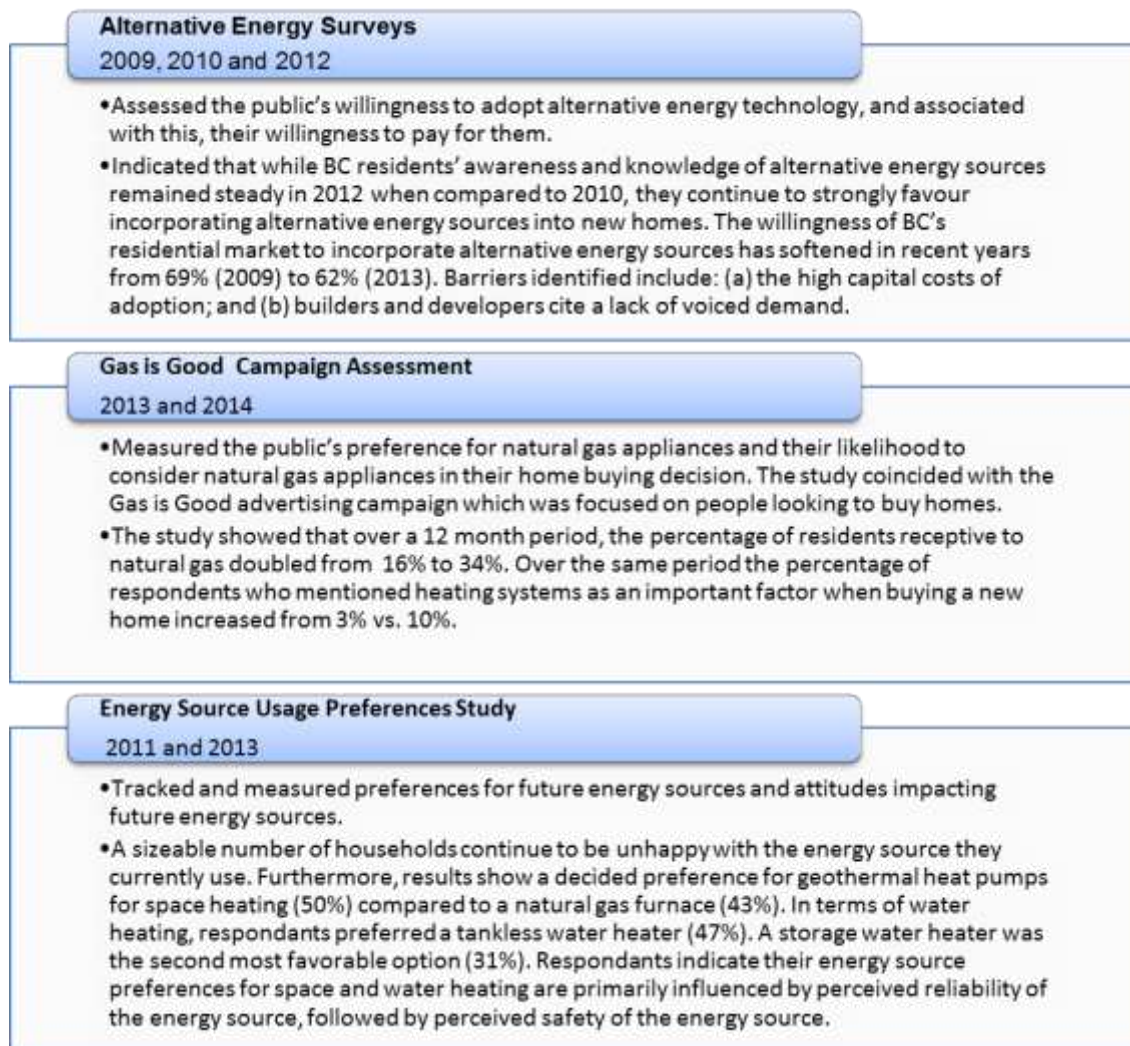 Alternative Energy Surveys
2009, 2010 and 2012
•Assessed the public's willingness to adopt alternative energy technology, and associated
with this, their willingness to pay for them.
•Indicated that while BC residents' awareness and knowledge of alternative energy sources
remained steady in 2012 when compared to 2010, they continue to strongly favour
incorporating alternative energy sources into new homes. The willingness of BC's
residential market to incorporate alternative energy sources has softened in recent years
from 69% (2009) to 62% (2013). Barriers identified include: (a) the high capital costs of
adoption; and (b) builders and developers cite a lack of voiced demand.
Gas is Good Campaign Assessment
2013 and 2014
•Measured the public's preference for natural gas appliances and their likelihood to
consider natural gas appliances in their home buying decision. The study coincided with the
Gas is Good advertising campaign which was focused on people looking to buy homes.
•The study showed that over a 12 month period, the percentage of residents receptive to
natural gas doubled from 16% to 34%. Over the same period the percentage of
respondents who mentioned heating systems as an important factor when buying a new
home increased from 3% vs. 10%.
Energy Source Usage Preferences Study
2011 and 2013
•Tracked and measured preferences for future energy sources and attitudes impacting
future energy sources.
•A sizeable number of households continue to be unhappy with the energy source they
currently use. Furthermore, results show a decided preference for geothermal heat pumps
for space heating (50%) compared to a natural gas furnace (43%). In terms of water
heating, respondants preferred a tankless water heater (47%). A storage water heater was
the second most favorable option (31%). Respondants indicate their energy source
preferences for space and water heating are primarily influenced by perceived reliability of
the energy source, followed by perceived safety of the energy source.